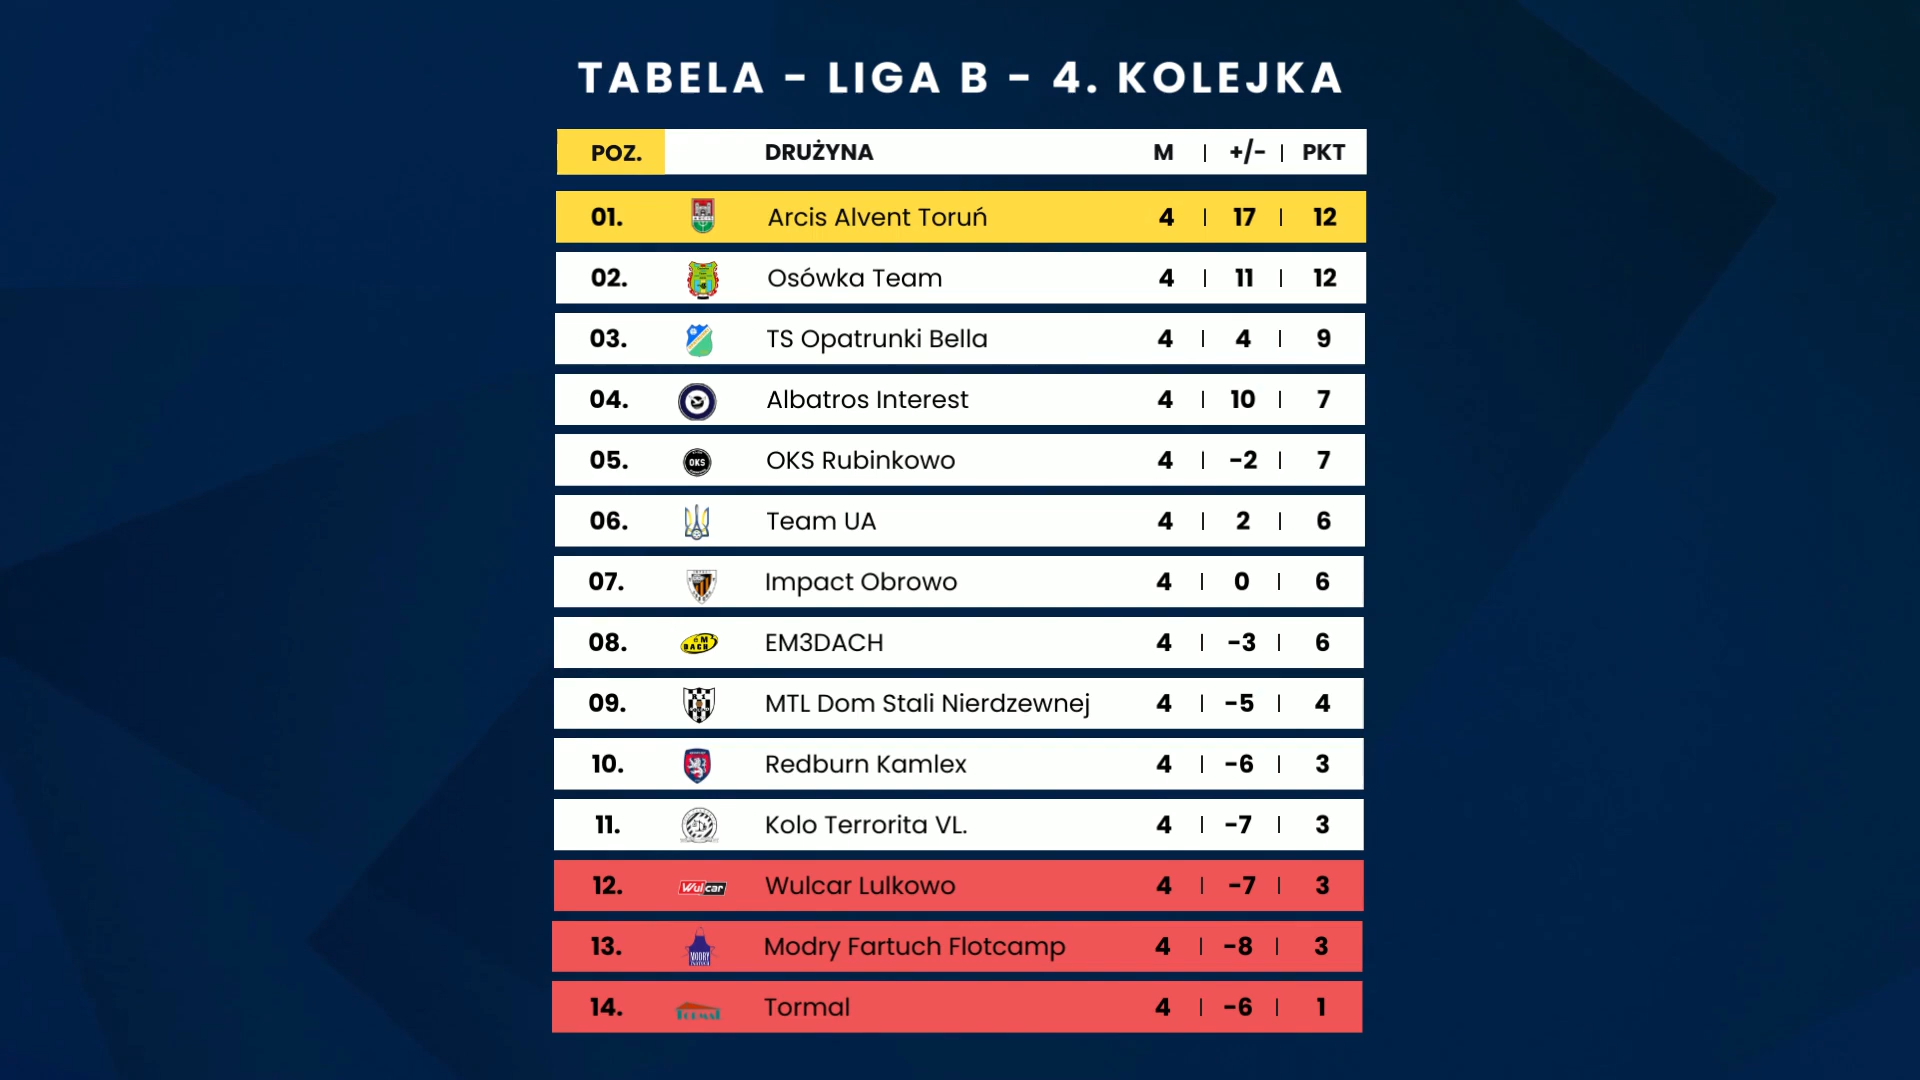 TABELA - LIGA B - 4. KOLEJKA
POZ. DRUŻYNA M | +/- | PKT
01. ARCIS Arcis Alvent Toruń 4 | 17 | 12
02. Osówka Team 4 | 11 | 12
03. TS Opatrunki Bella 4 | 4 | 9
04. Albatros Interest 4 | 10 | 7
05. OKS OKS Rubinkowo 4 | -2 | 7
06. Team UA 4 | 2 | 6
07. Impact Obrowo 4 | 0 | 6
08. EM3DACH 4 | -3 | 6
09. MTL Dom Stali Nierdzewnej 4 | -5 | 4
10. Redburn Kamlex 4 | -6 | 3
11. Kolo Terrorita VL. 4 | -7 | 3
12. Wulcar Wulcar Lulkowo 4 | -7 | 3
13. MODRY Modry Fartuch Flotcamp 4 | -8 | 3
14. TORMAL Tormal 4 | -6 | 1